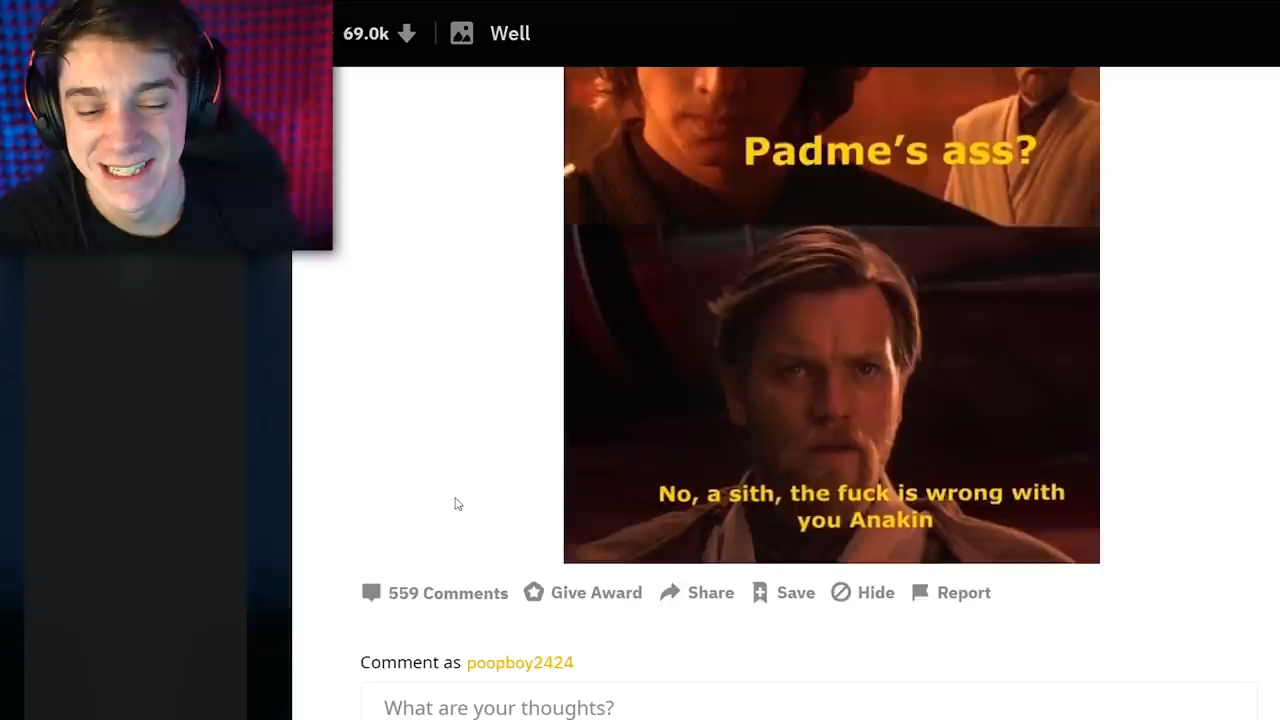 69.0k
Well
Padme's ass?
No, a sith, the fuck is wrong with
you Anakin
559 Comments Give Award Share Save Hide Report
Comment as poopboy2424
What are your thoughts?